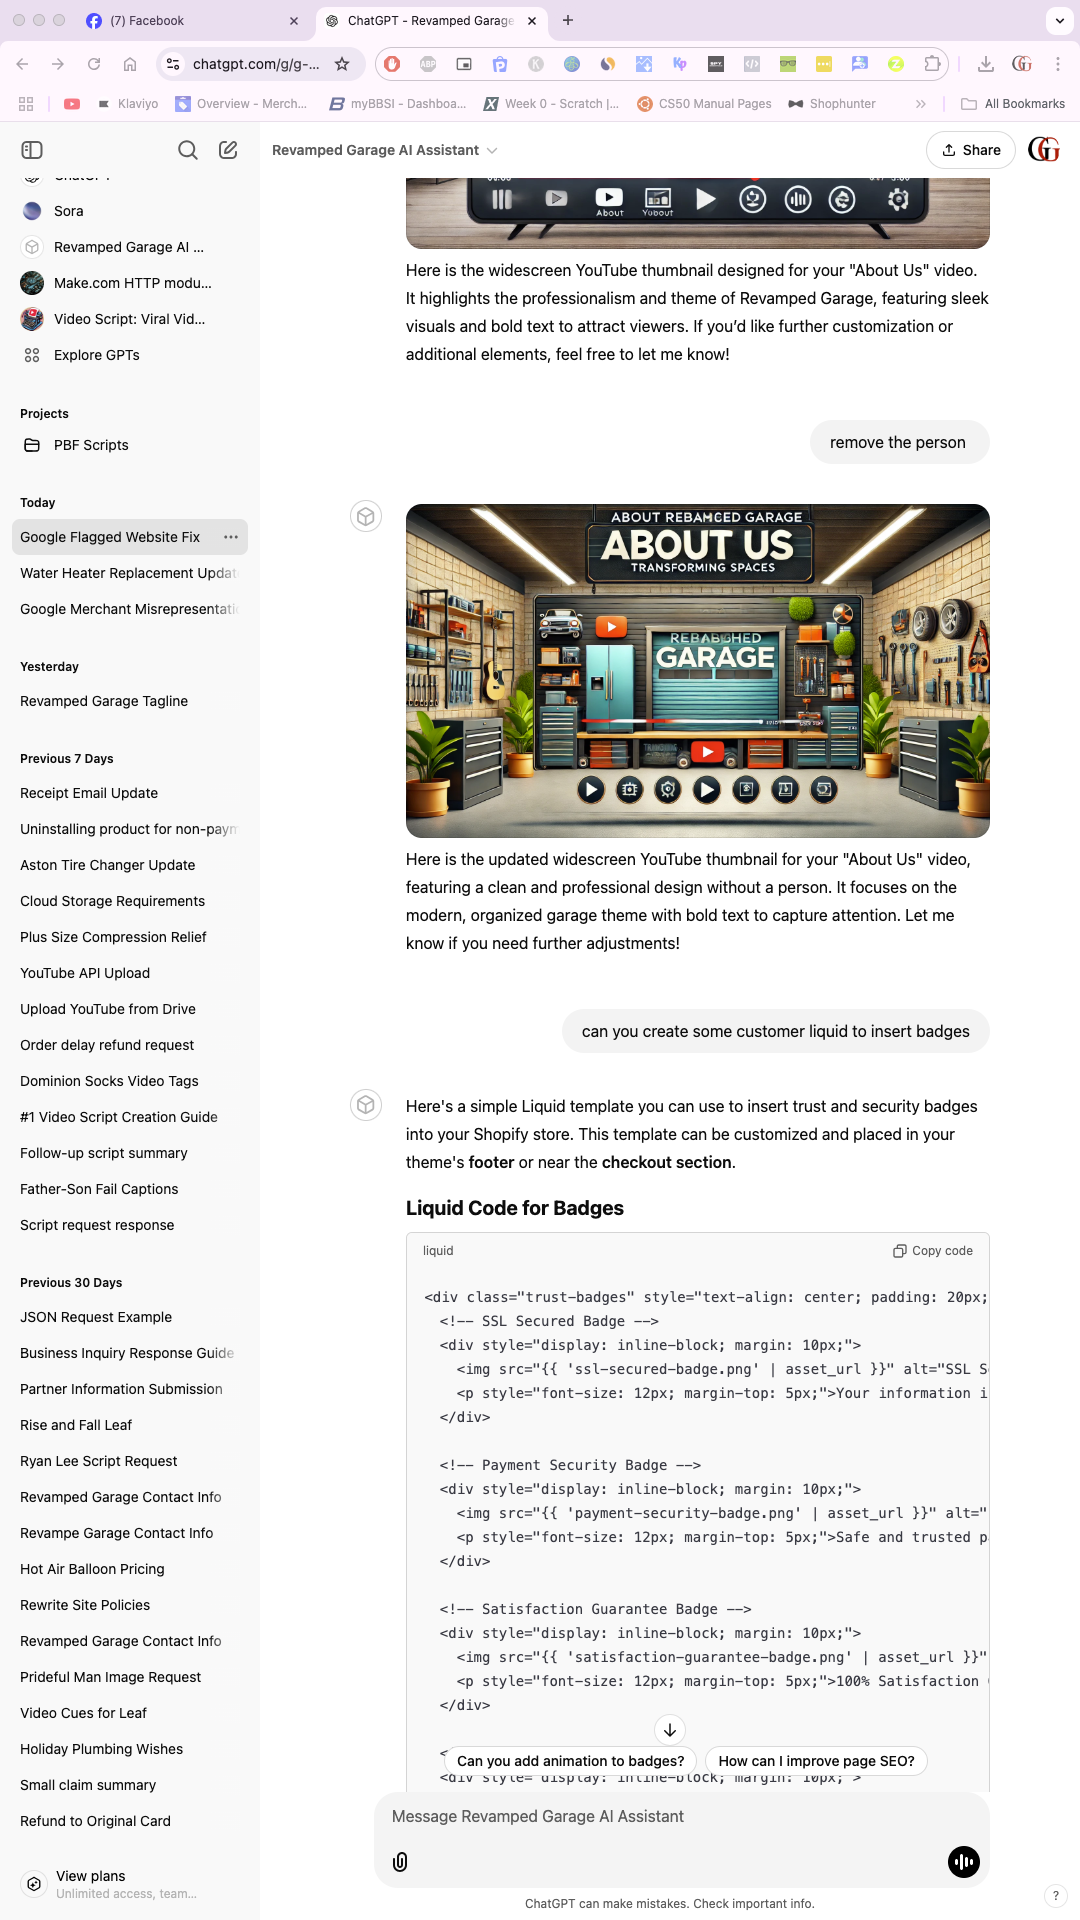 (7) Facebook
ChatGPT - Revamped Garage
chatgpt.com/g/g-...
ABP
Kp
Klaviyo
Overview - Merch...
myBBSI - Dashboa...
Week 0 - Scratch |...
CS50 Manual Pages
Shophunter
All Bookmarks
Revamped Garage AI Assistant
Share
Sora
Revamped Garage AI ...
Make.com HTTP modu...
Video Script: Viral Vid...
Explore GPTs
Projects
PBF Scripts
Today
Google Flagged Website Fix
Water Heater Replacement Updat
Google Merchant Misrepresentatio
Yesterday
Revamped Garage Tagline
Previous 7 Days
Receipt Email Update
Uninstalling product for non-paym
Aston Tire Changer Update
Cloud Storage Requirements
Plus Size Compression Relief
YouTube API Upload
Upload YouTube from Drive
Order delay refund request
Dominion Socks Video Tags
#1 Video Script Creation Guide
Follow-up script summary
Father-Son Fail Captions
Script request response
Previous 30 Days
JSON Request Example
Business Inquiry Response Guide
Partner Information Submission
Rise and Fall Leaf
Ryan Lee Script Request
Revamped Garage Contact Info
Revampe Garage Contact Info
Hot Air Balloon Pricing
Rewrite Site Policies
Revamped Garage Contact Info
Prideful Man Image Request
Video Cues for Leaf
Holiday Plumbing Wishes
Small claim summary
Refund to Original Card
View plans
Unlimited access, team...
About
Yubout
Here is the widescreen YouTube thumbnail designed for your "About Us" video.
It highlights the professionalism and theme of Revamped Garage, featuring sleek
visuals and bold text to attract viewers. If you’d like further customization or
additional elements, feel free to let me know!
remove the person
ABOUT REBAMCED GARAGE
ABOUT US
TRANSFORMING SPACES
GARAGE
Here is the updated widescreen YouTube thumbnail for your "About Us" video,
featuring a clean and professional design without a person. It focuses on the
modern, organized garage theme with bold text to capture attention. Let me
know if you need further adjustments!
can you create some customer liquid to insert badges
Here's a simple Liquid template you can use to insert trust and security badges
into your Shopify store. This template can be customized and placed in your
theme's footer or near the checkout section.
Liquid Code for Badges
liquid
Copy code
<div class="trust-badges" style="text-align: center; padding: 20px;
<!-- SSL Secured Badge -->
<div style="display: inline-block; margin: 10px;">
<img src="{{ 'ssl-secured-badge.png' | asset_url }}" alt="SSL S
<p style="font-size: 12px; margin-top: 5px;">Your information i
</div>
<!-- Payment Security Badge -->
<div style="display: inline-block; margin: 10px;">
<img src="{{ 'payment-security-badge.png' | asset_url }}" alt="
<p style="font-size: 12px; margin-top: 5px;">Safe and trusted p
</div>
<!-- Satisfaction Guarantee Badge -->
<div style="display: inline-block; margin: 10px;">
<img src="{{ 'satisfaction-guarantee-badge.png' | asset_url }}"
<p style="font-size: 12px; margin-top: 5px;">100% Satisfaction
</div>
Can you add animation to badges?
How can I improve page SEO?
<div style="display: inline-block; margin: 10px;">
Message Revamped Garage AI Assistant
ChatGPT can make mistakes. Check important info.
?